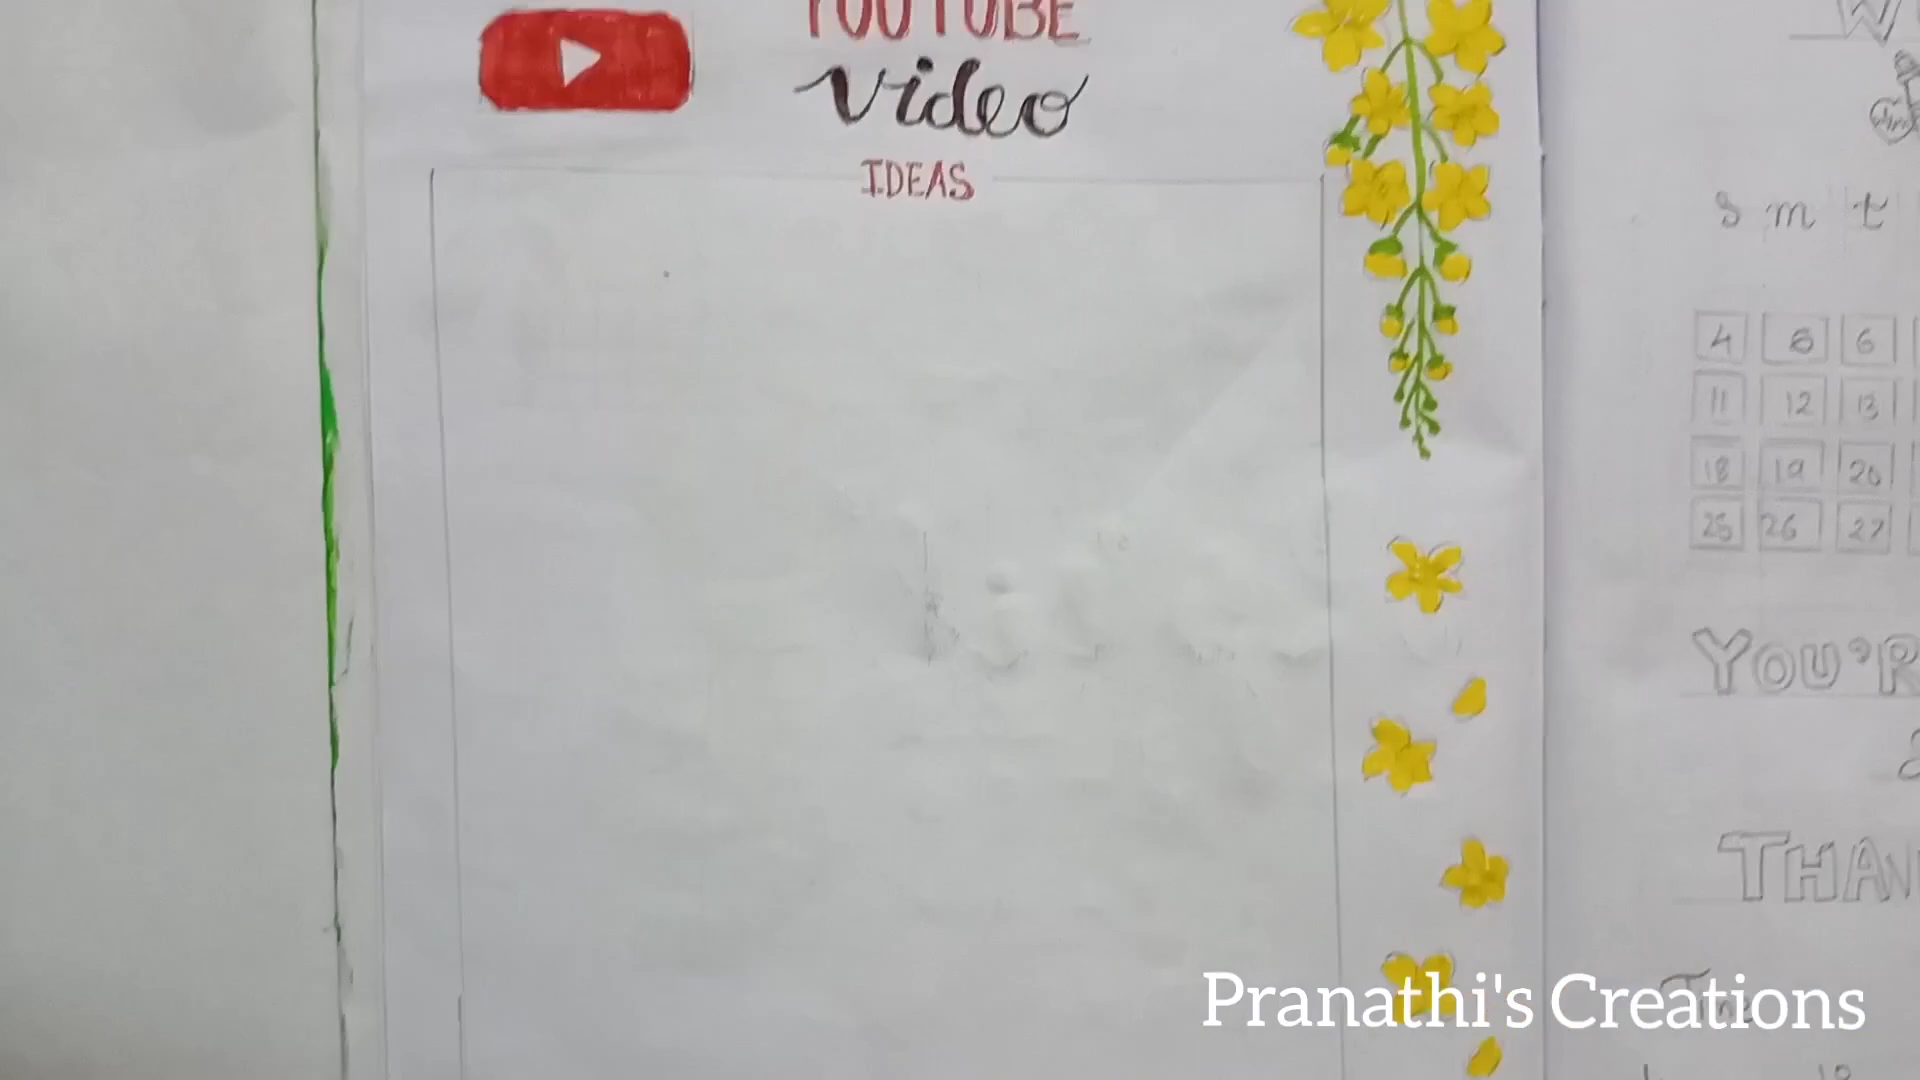 YOUTUBE
video
IDEAS
s m t
4 5 6
11 12 13
18 19 20
25 26 27
YOU'R
THAN
Pranathi's Creations